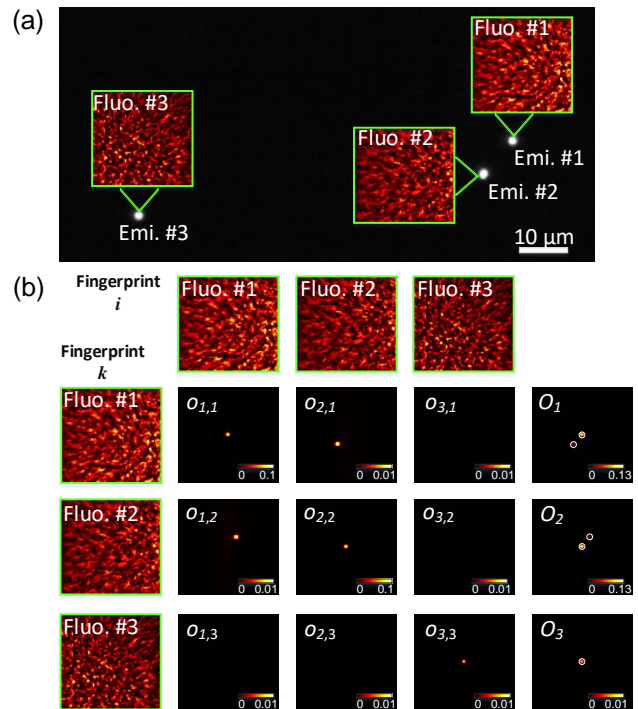 (a)
Fluo. #1
Fluo. #3
Fluo. #2
Emi. #1
Emi. #2
Emi. #3
10 µm
(b)
Fingerprint
i
Fluo. #1
Fluo. #2
Fluo. #3
Fingerprint
k
Fluo. #1
o1,1
0 0.1
o2,1
0 0.01
o3,1
0 0.01
O1
0 0.13
Fluo. #2
o1,2
0 0.01
o2,2
0 0.1
o3,2
0 0.01
O2
0 0.13
Fluo. #3
o1,3
0 0.01
o2,3
0 0.01
o3,3
0 0.01
O3
0 0.01